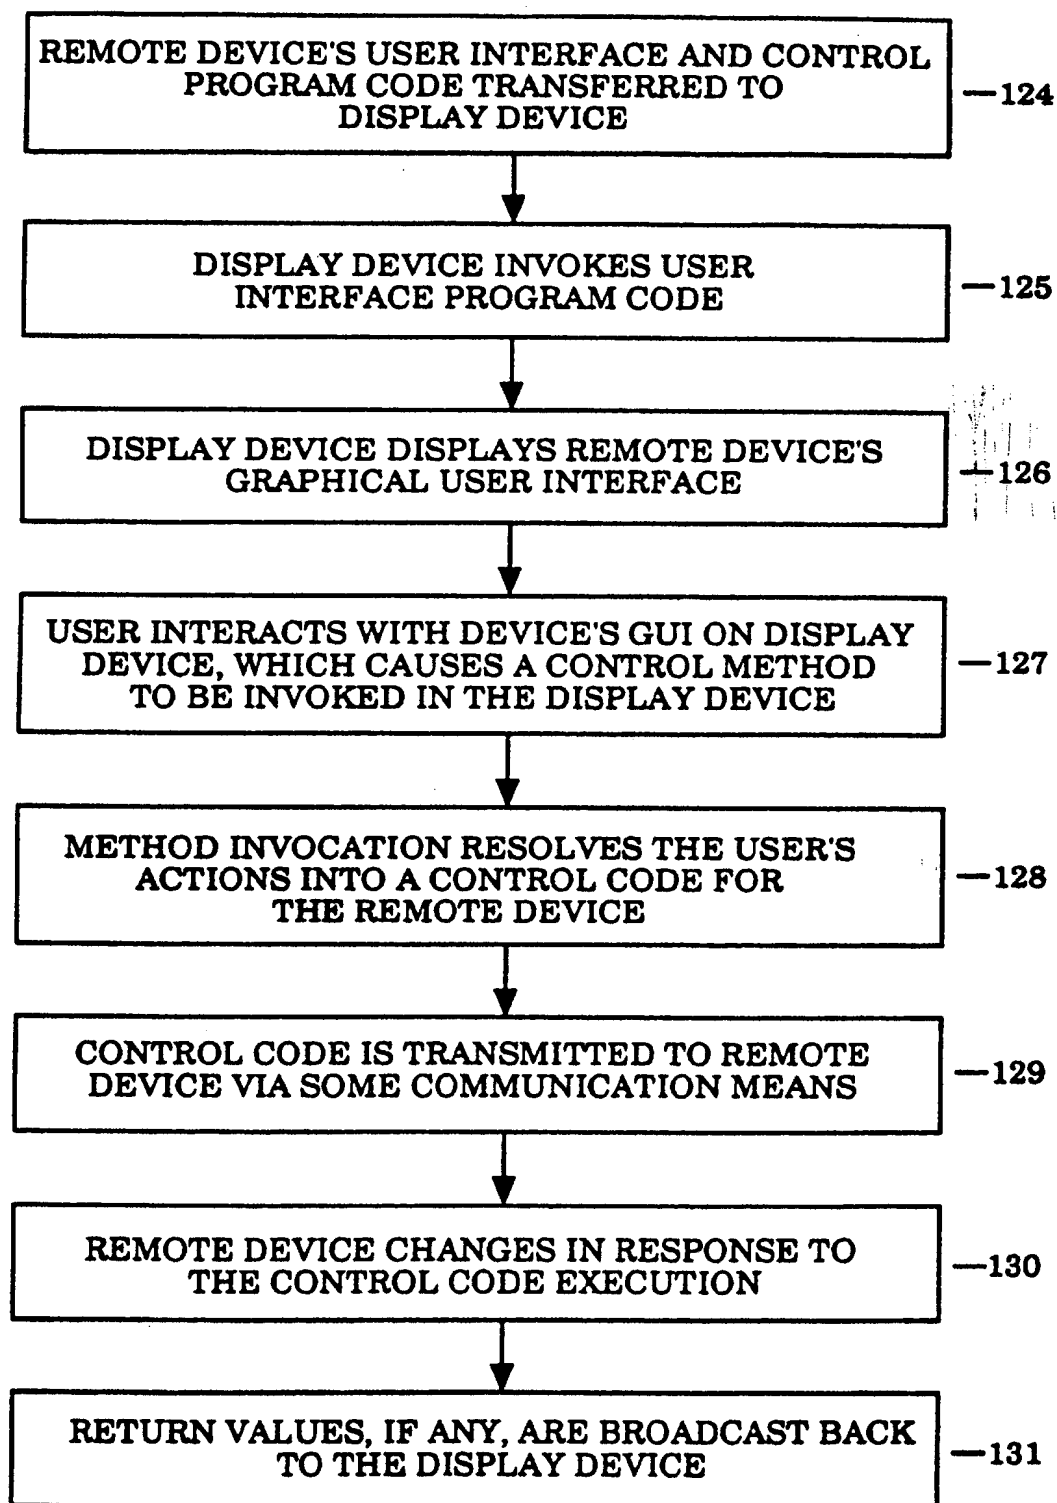 REMOTE DEVICE'S USER INTERFACE AND CONTROL
PROGRAM CODE TRANSFERRED TO
DISPLAY DEVICE
124
DISPLAY DEVICE INVOKES USER
INTERFACE PROGRAM CODE
125
DISPLAY DEVICE DISPLAYS REMOTE DEVICE'S
GRAPHICAL USER INTERFACE
126
USER INTERACTS WITH DEVICE'S GUI ON DISPLAY
DEVICE, WHICH CAUSES A CONTROL METHOD
TO BE INVOKED IN THE DISPLAY DEVICE
127
METHOD INVOCATION RESOLVES THE USER'S
ACTIONS INTO A CONTROL CODE FOR
THE REMOTE DEVICE
128
CONTROL CODE IS TRANSMITTED TO REMOTE
DEVICE VIA SOME COMMUNICATION MEANS
129
REMOTE DEVICE CHANGES IN RESPONSE TO
THE CONTROL CODE EXECUTION
130
RETURN VALUES, IF ANY, ARE BROADCAST BACK
TO THE DISPLAY DEVICE
131